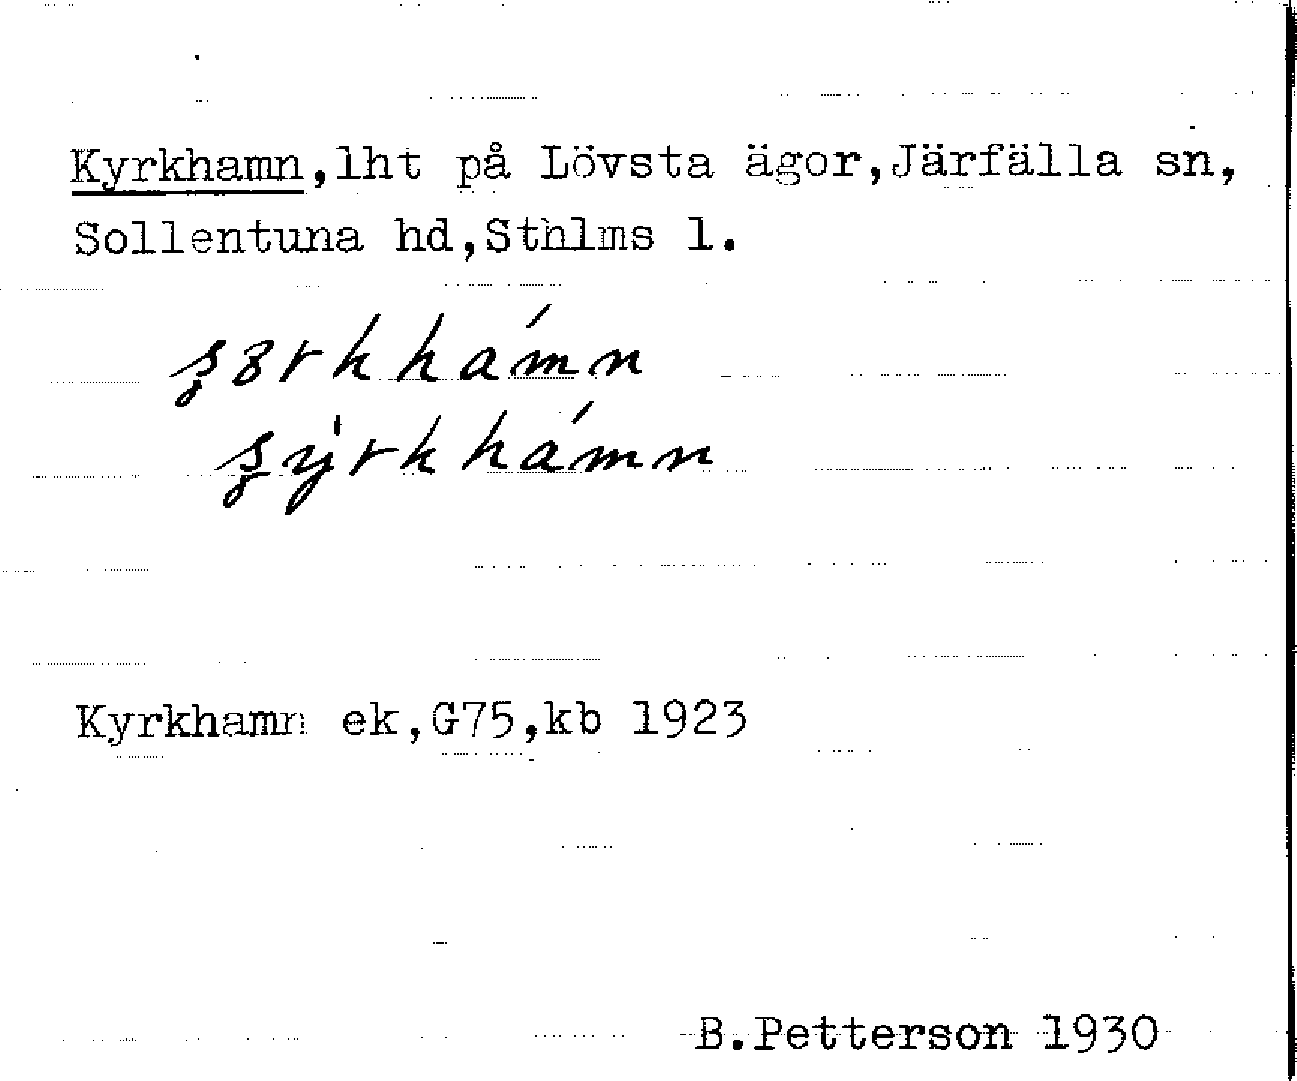 Kyrkhamn,lht på Lövsta ägor,Järfälla sn,
Sollentuna hd,Sthlms l.
Kyrkhamn ek,G75,kb 1923
B.Petterson 1930